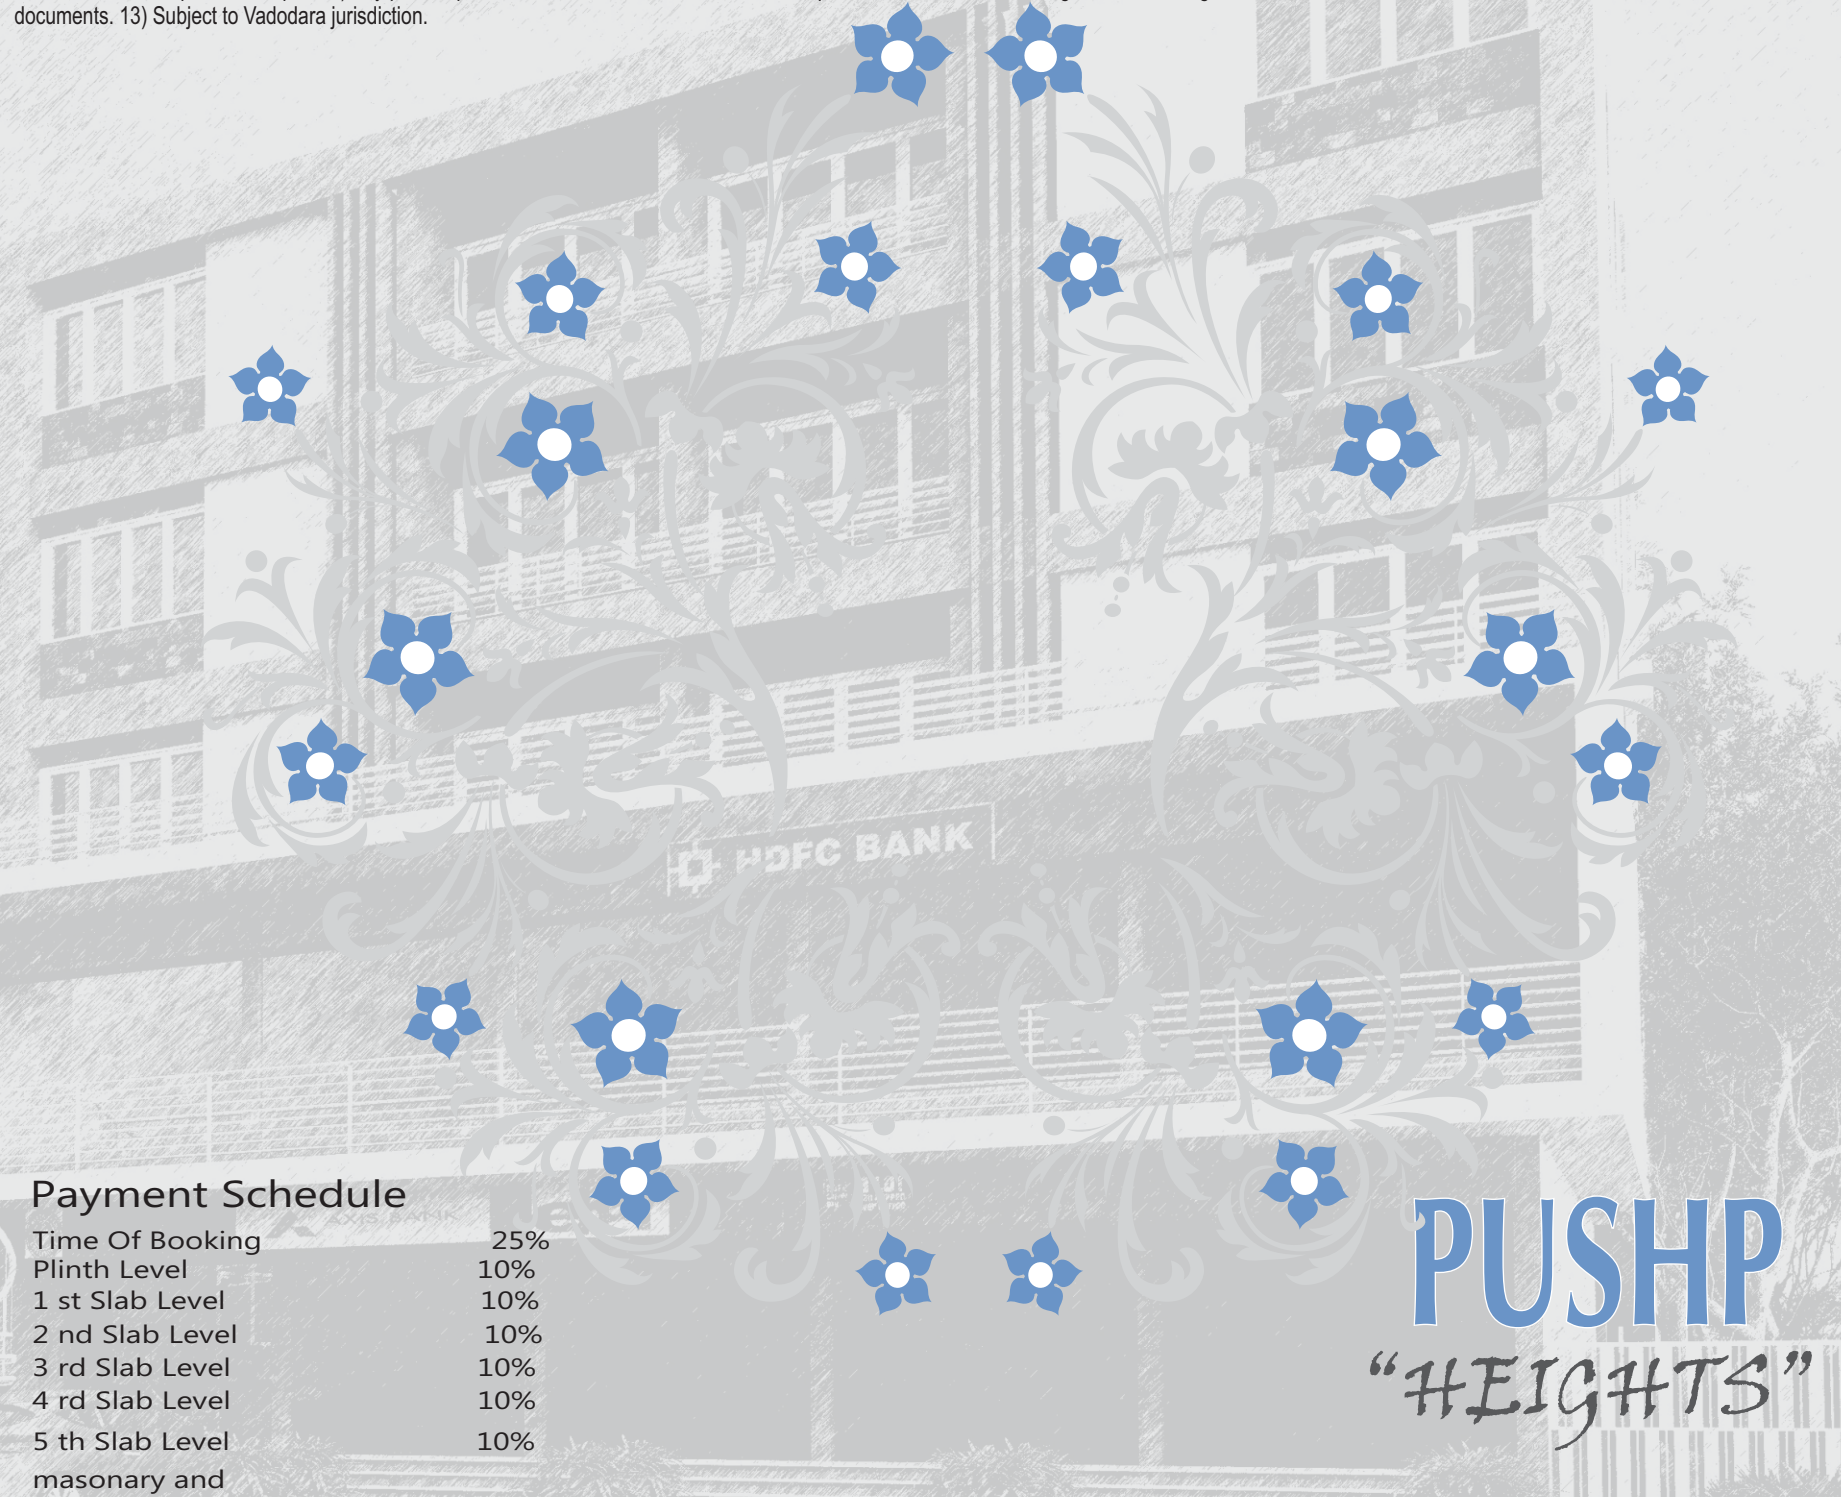 documents. 13) Subject to Vadodara jurisdiction.
HDFC BANK
Payment Schedule
AXIS BANK
Time Of Booking 25%
Plinth Level 10%
1 st Slab Level 10%
2 nd Slab Level 10%
3 rd Slab Level 10%
4 rd Slab Level 10%
5 th Slab Level 10%
masonary and
PUSHP
“HEIGHTS”